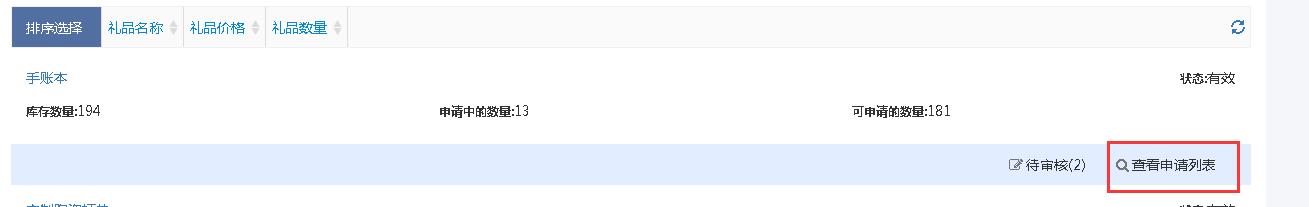 排序选择 礼品名称 礼品价格 礼品数量
手账本 状态:有效
库存数量:194 申请中的数量:13 可申请的数量:181
待审核(2) 查看申请列表